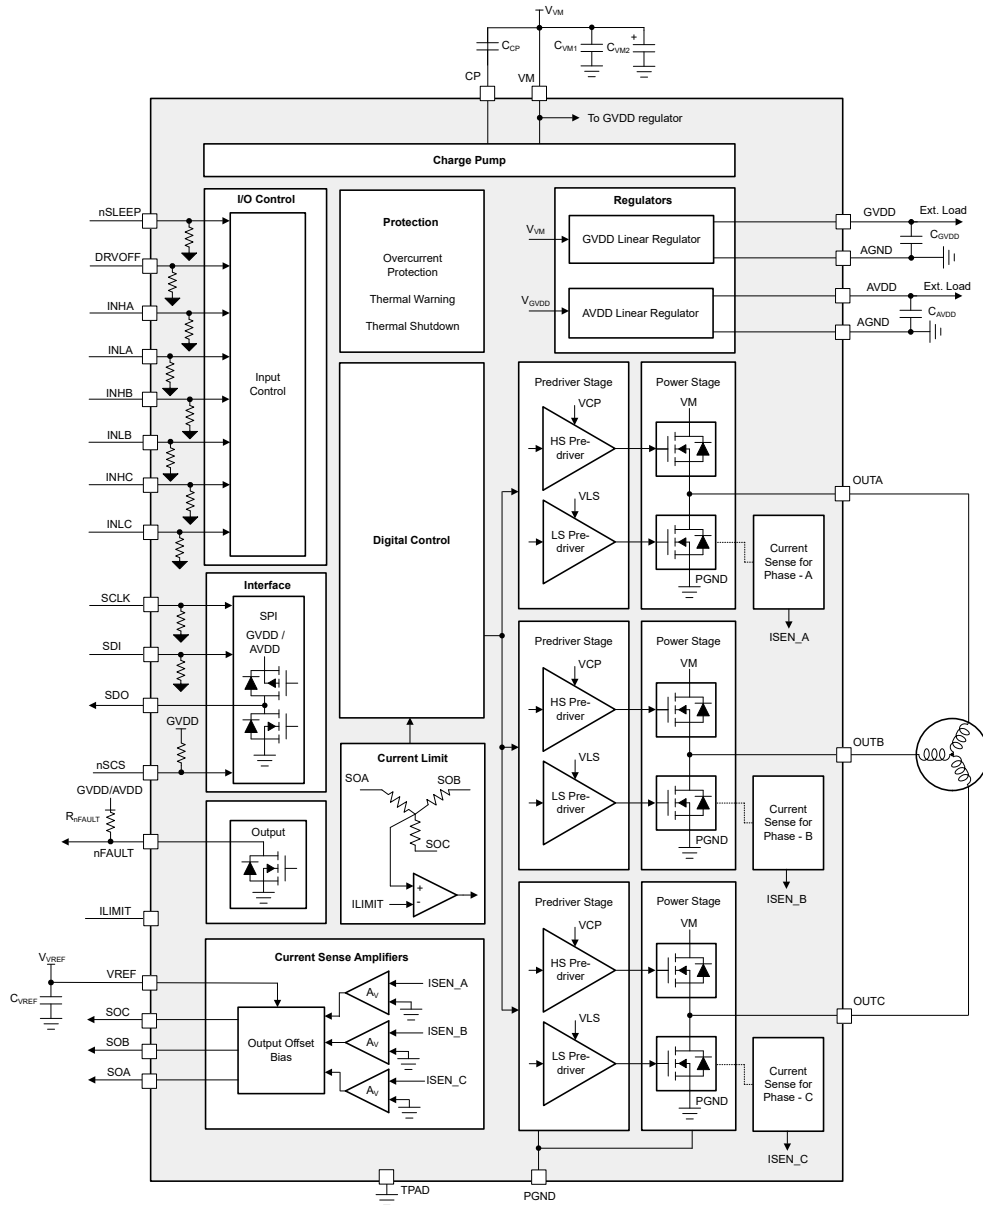 VVM
CCP
CVM1
CVM2
+
CP
VM
To GVDD regulator
Charge Pump
I/O Control
nSLEEP
DRVOFF
INHA
INLA
INHB
INLB
INHC
INLC
Input
Control
Protection
Overcurrent
Protection
Thermal Warning
Thermal Shutdown
Regulators
VVM
GVDD Linear Regulator
VGVDD
AVDD Linear Regulator
GVDD
Ext. Load
CGVDD
AGND
AVDD
Ext. Load
CAVDD
AGND
Digital Control
Predriver Stage
VCP
HS Pre-
driver
VLS
LS Pre-
driver
Power Stage
VM
PGND
OUTA
Current
Sense for
Phase - A
ISEN_A
Interface
SCLK
SDI
SDO
GVDD
nSCS
SPI
GVDD /
AVDD
Predriver Stage
VCP
HS Pre-
driver
VLS
LS Pre-
driver
Power Stage
VM
PGND
OUTB
Current
Sense for
Phase - B
ISEN_B
GVDD/AVDD
RnFAULT
nFAULT
Output
ILIMIT
Current Limit
SOA
SOB
SOC
+
-
ILIMIT
Predriver Stage
VCP
HS Pre-
driver
VLS
LS Pre-
driver
Power Stage
VM
PGND
OUTC
Current
Sense for
Phase - C
ISEN_C
Current Sense Amplifiers
VVREF
VREF
CVREF
SOC
SOB
SOA
Output Offset
Bias
AV
ISEN_A
AV
ISEN_B
AV
ISEN_C
TPAD
PGND